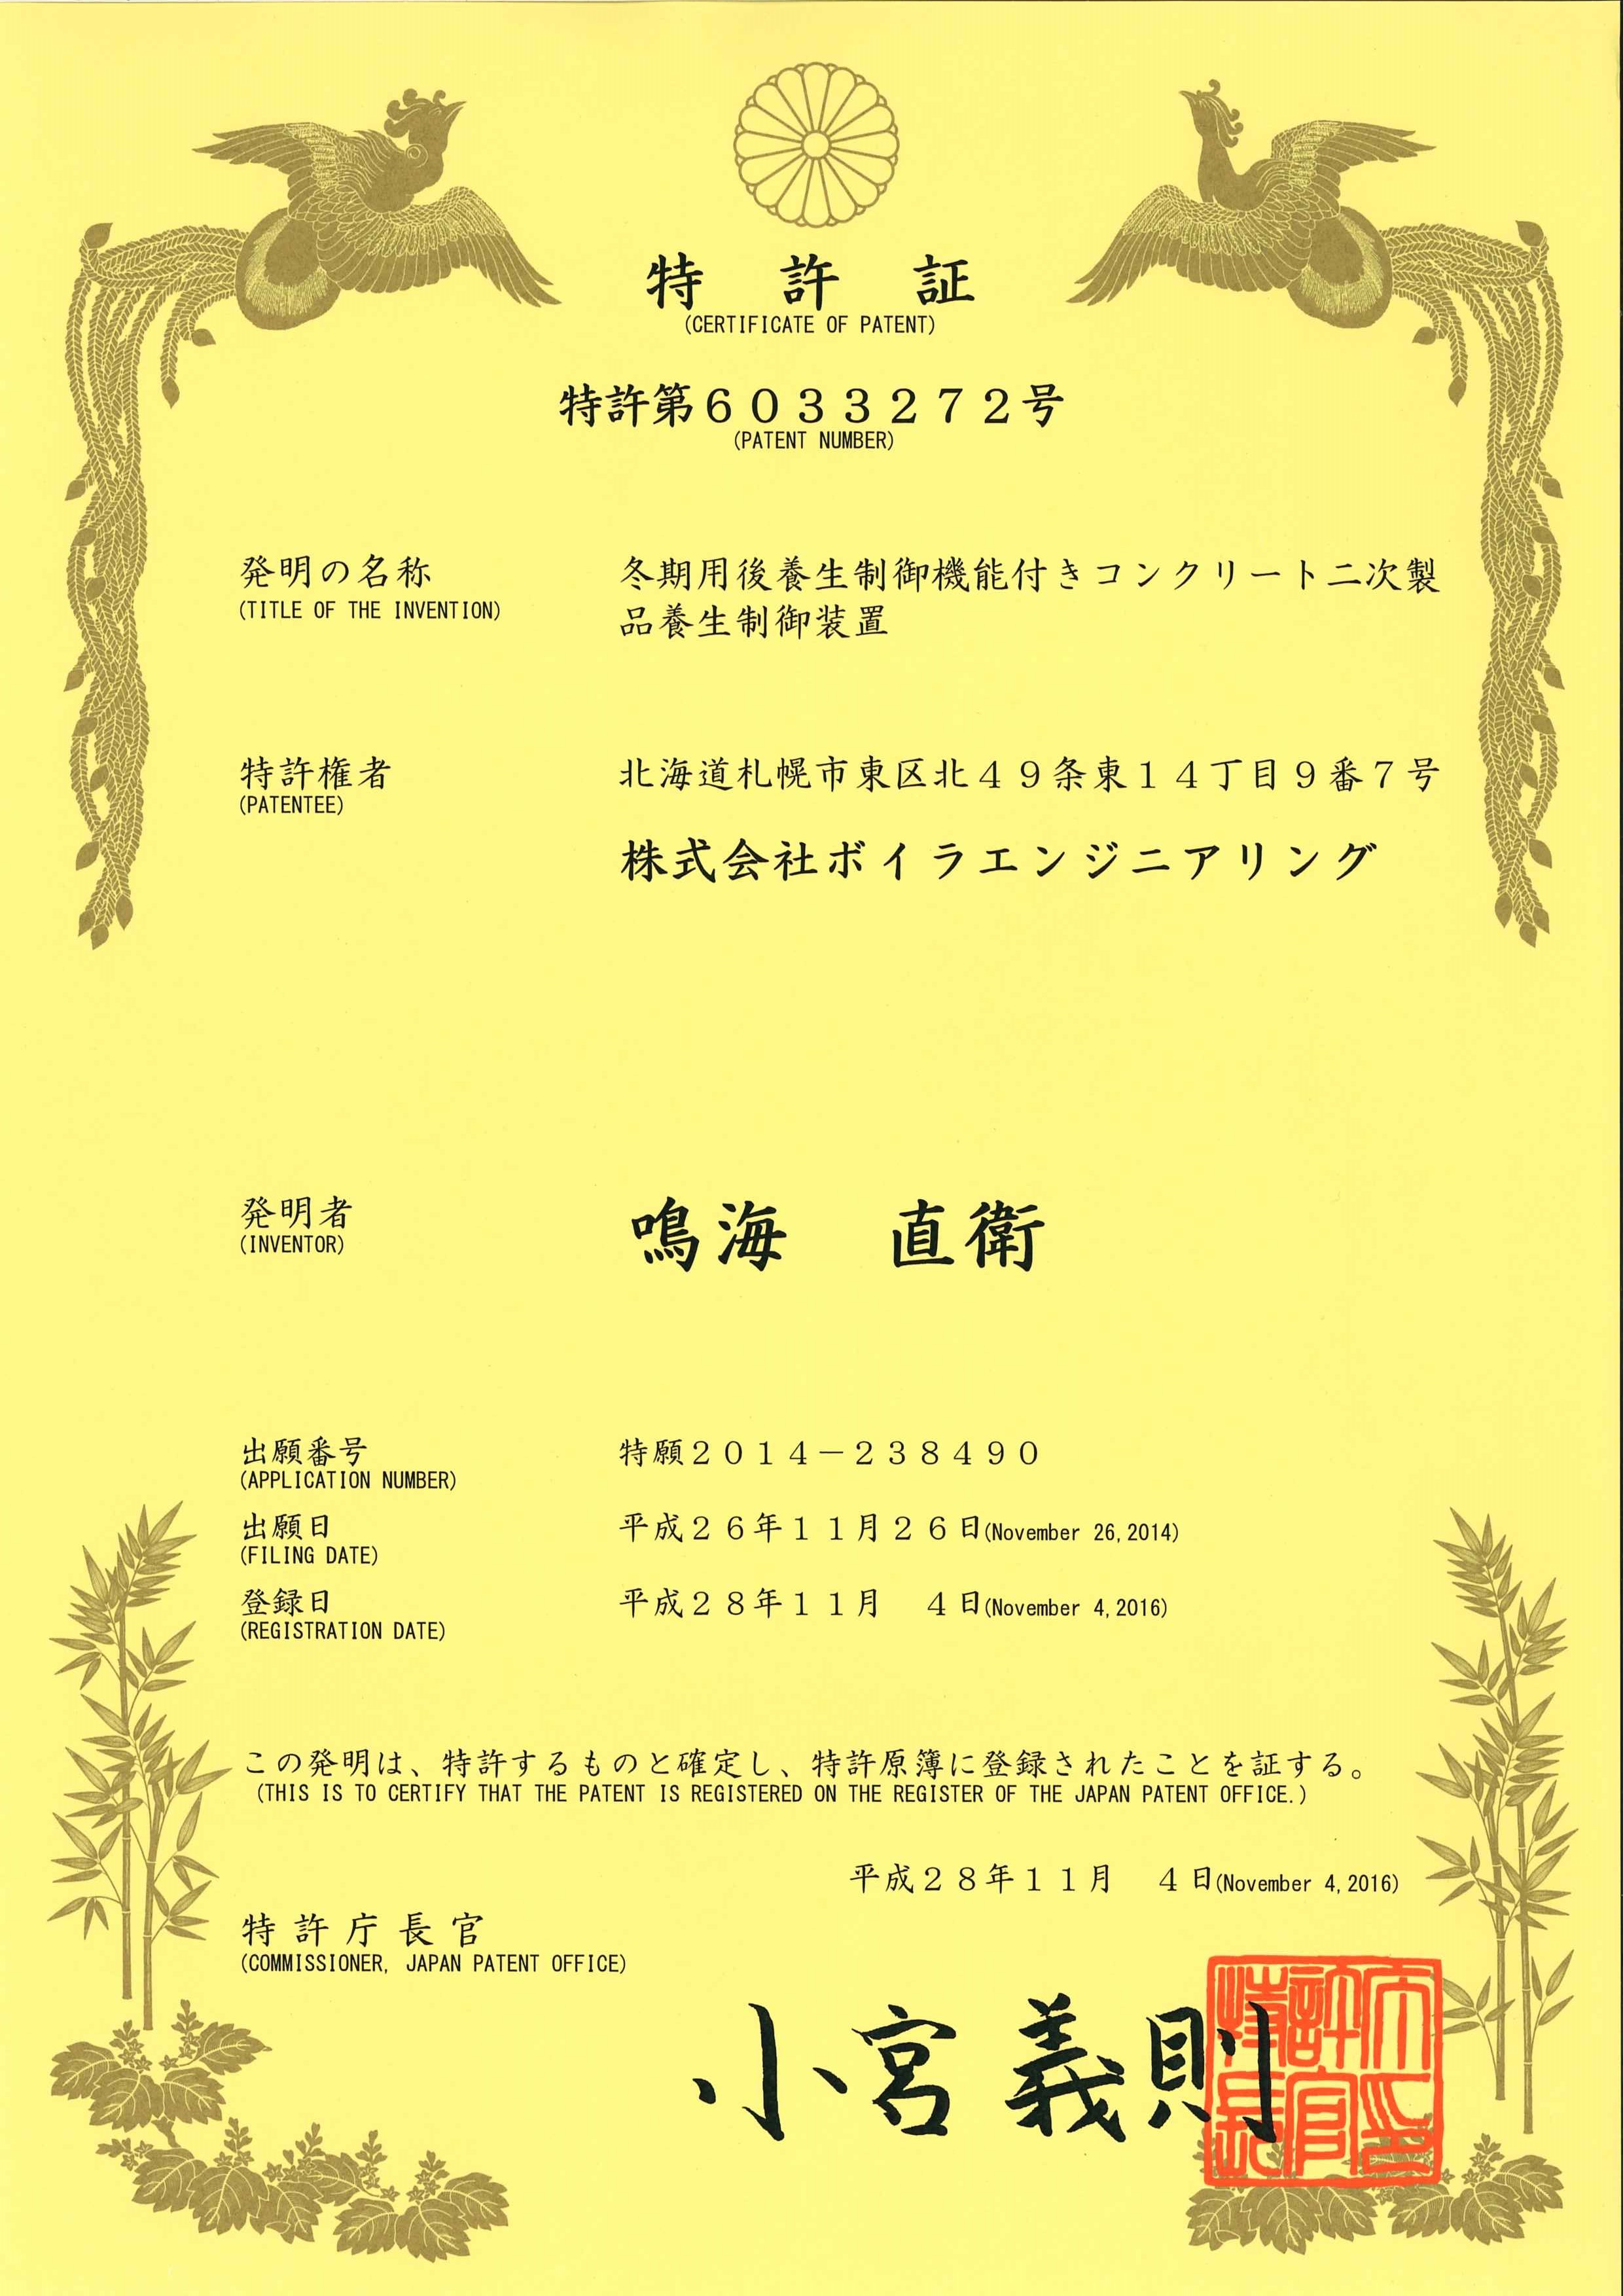 特許証
(CERTIFICATE OF PATENT)
特許第６０３３２７２号
(PATENT NUMBER)
発明の名称
(TITLE OF THE INVENTION)
冬期用後養生制御機能付きコンクリート二次製
品養生制御装置
特許権者
(PATENTEE)
北海道札幌市東区北４９条東１４丁目９番７号
株式会社ボイラエンジニアリング
発明者
(INVENTOR)
鳴海　直衛
出願番号
(APPLICATION NUMBER)
特願２０１４－２３８４９０
出願日
(FILING DATE)
平成２６年１１月２６日(November 26,2014)
登録日
(REGISTRATION DATE)
平成２８年１１月　４日(November 4,2016)
この発明は、特許するものと確定し、特許原簿に登録されたことを証する。
(THIS IS TO CERTIFY THAT THE PATENT IS REGISTERED ON THE REGISTER OF THE JAPAN PATENT OFFICE.)
平成２８年１１月　４日(November 4,2016)
特許庁長官
(COMMISSIONER, JAPAN PATENT OFFICE)
小宮義則